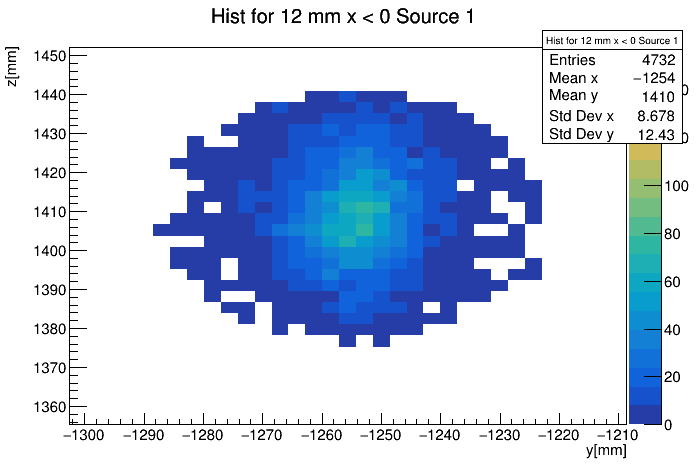 Hist for 12 mm x < 0 Source 1
z[mm]
1450
1440
1430
1420
1410
1400
1390
1380
1370
1360
−1300 −1290 −1280 −1270 −1260 −1250 −1240 −1230 −1220 −1210
y[mm]
Hist for 12 mm x < 0 Source 1
Entries 4732
Mean x −1254
Mean y 1410
Std Dev x 8.678
Std Dev y 12.43
100
80
60
40
20
0